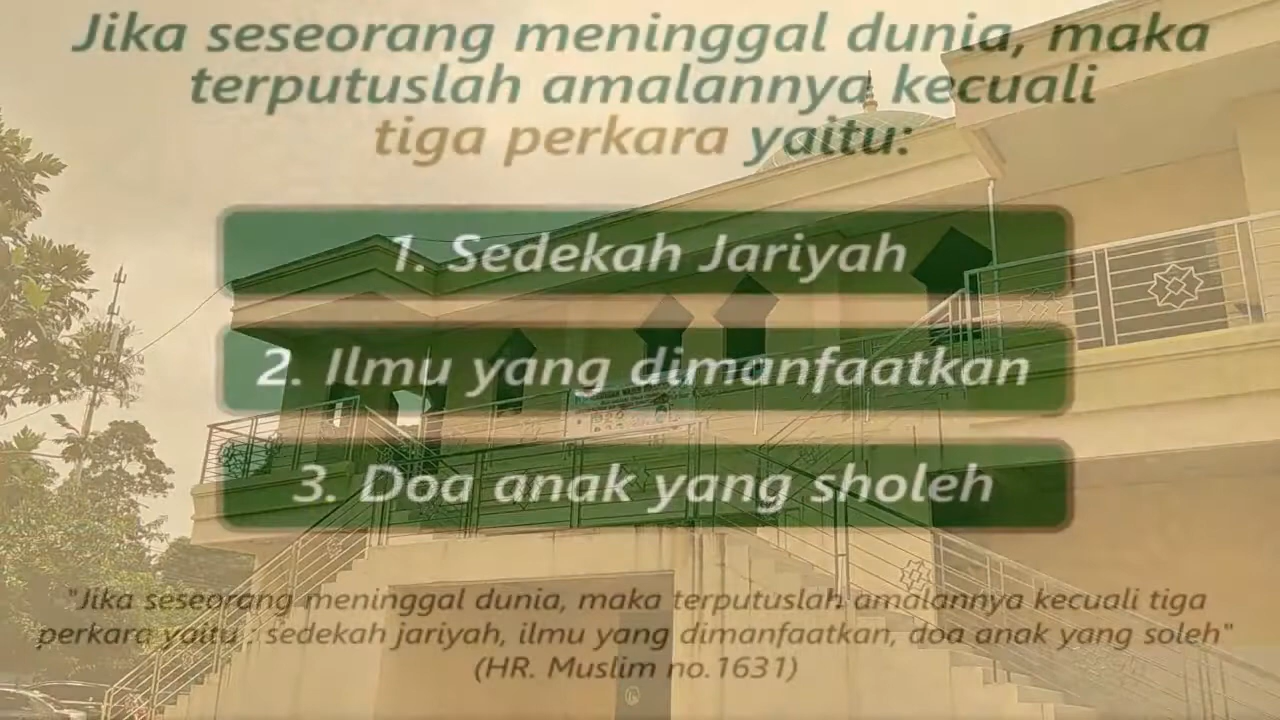 Jika seseorang meninggal dunia, maka
terputuslah amalannya kecuali
tiga perkara yaitu:
1. Sedekah Jariyah
2. Ilmu yang dimanfaatkan
3. Doa anak yang sholeh
"Jika seseorang meninggal dunia, maka terputuslah amalannya kecuali tiga
perkara yaitu : sedekah jariyah, ilmu yang dimanfaatkan, doa anak yang soleh"
(HR. Muslim no.1631)